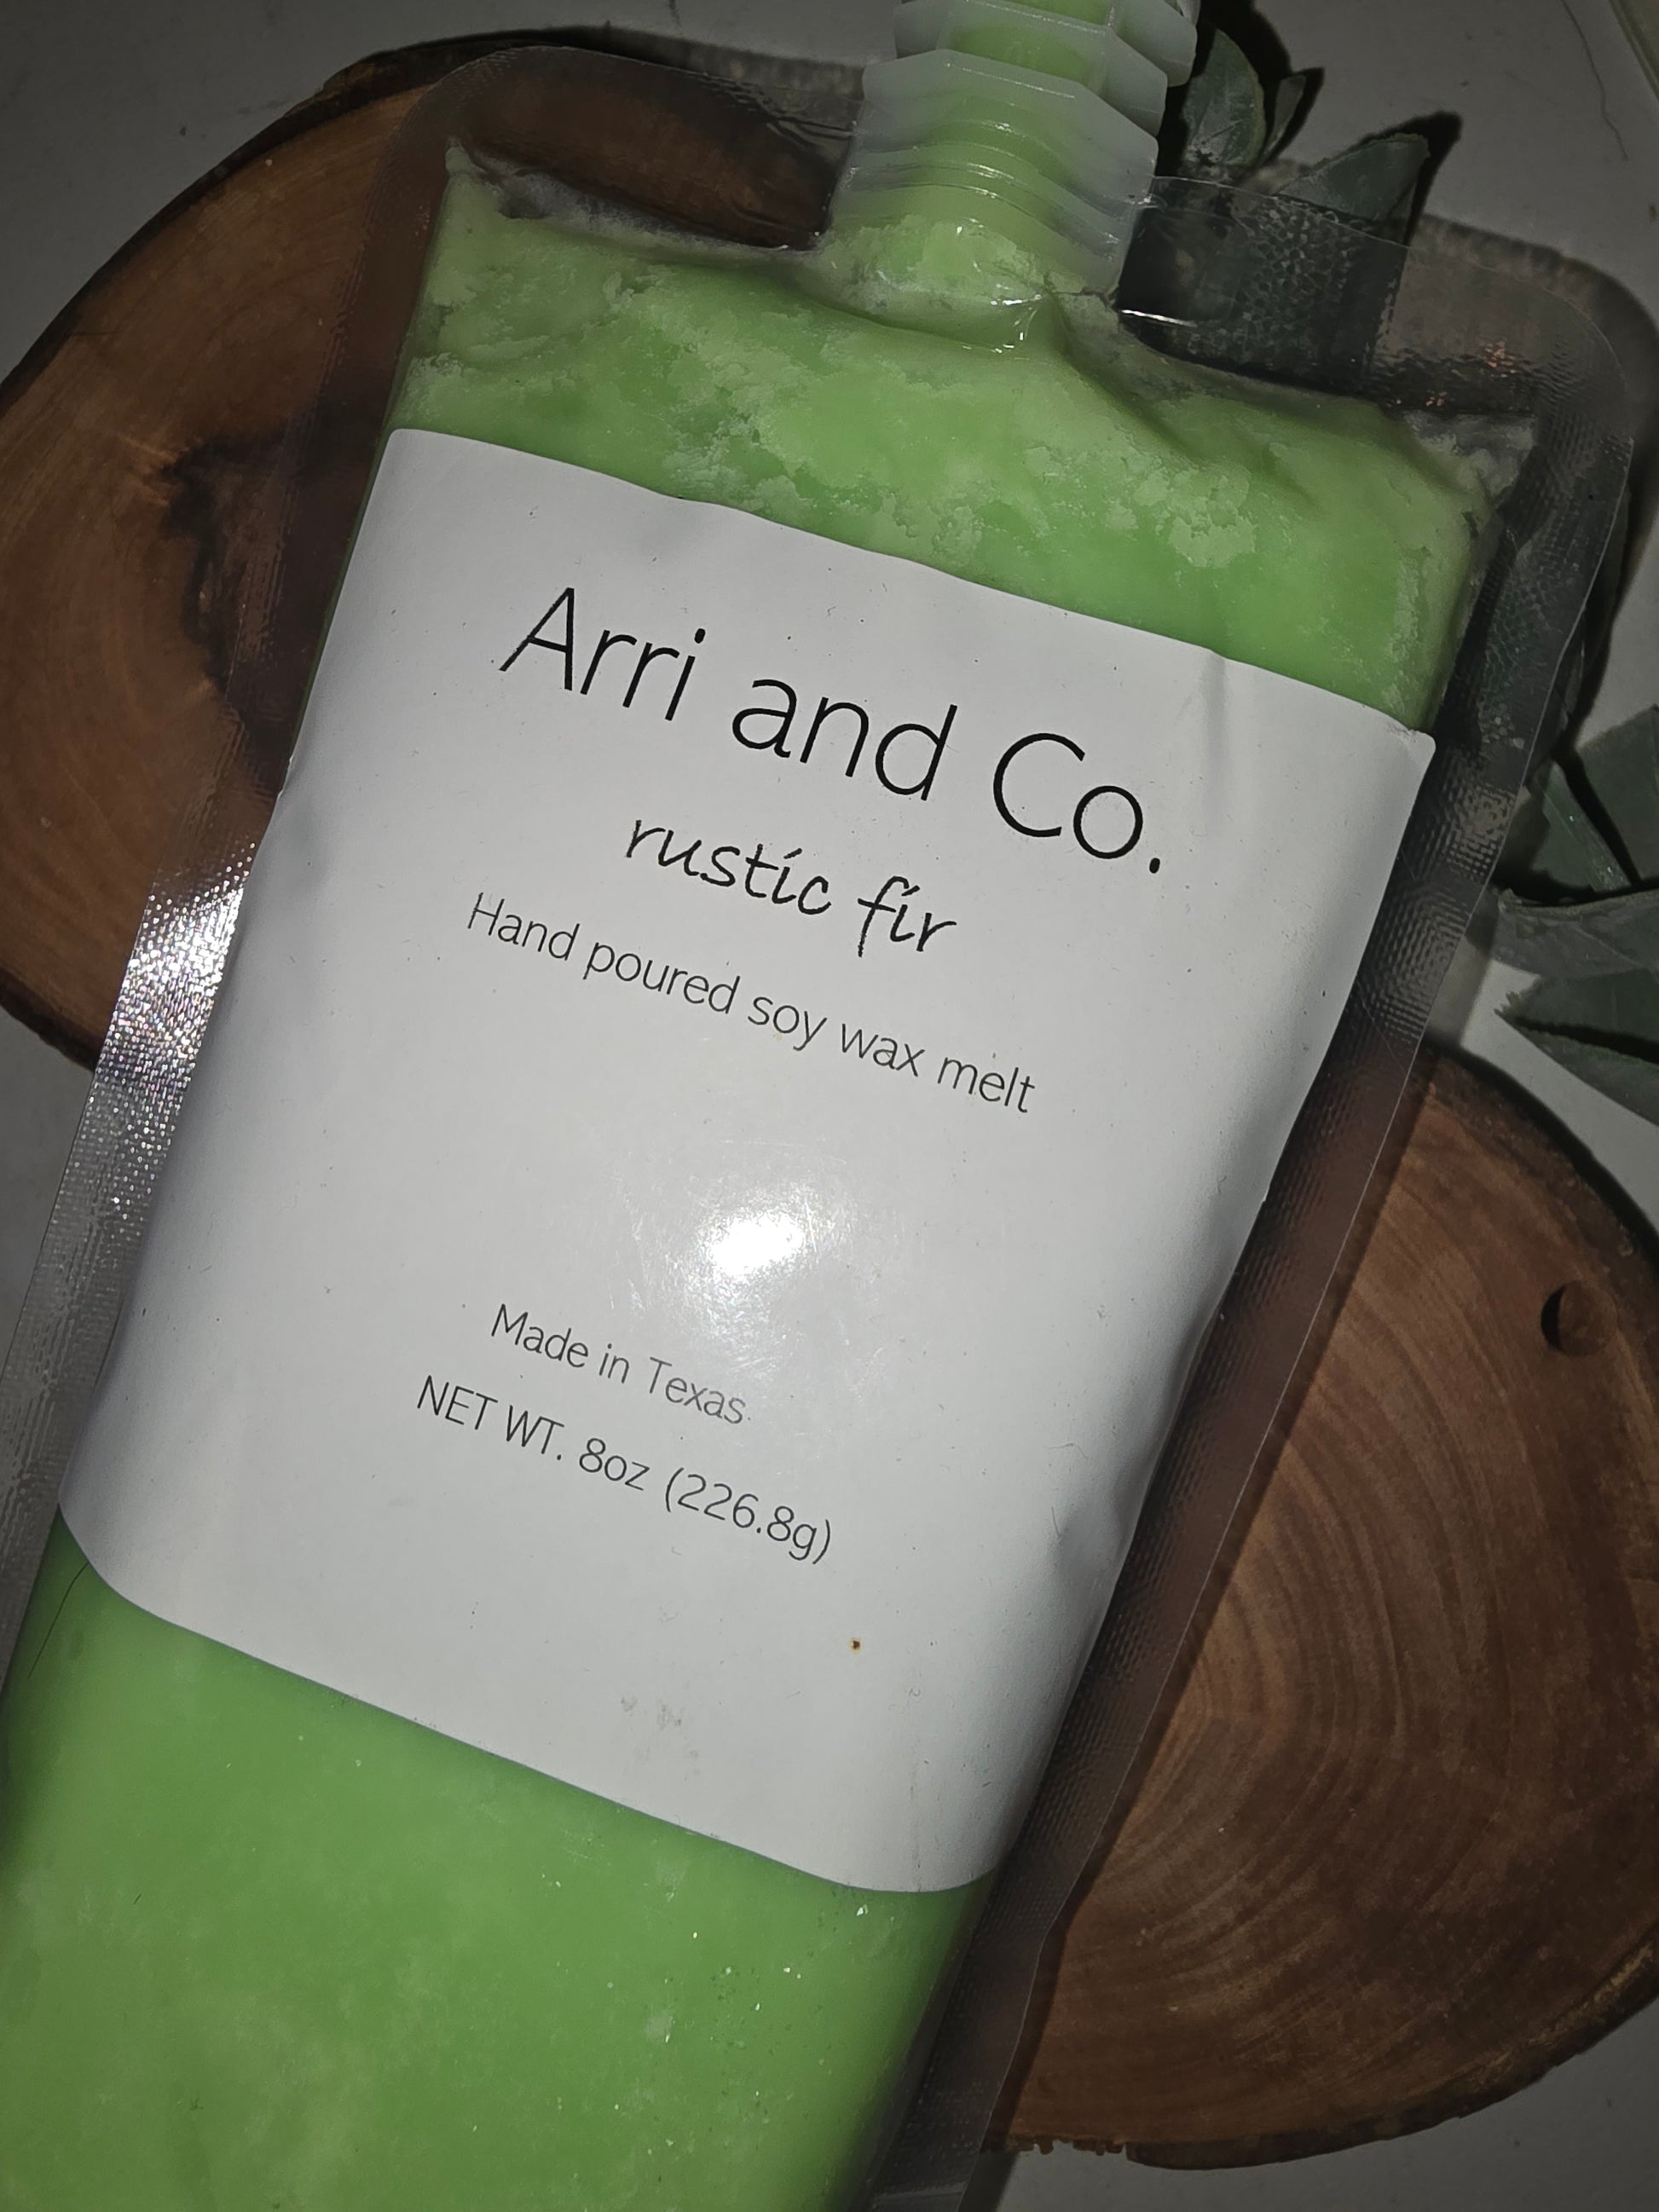 Arri and Co.
rustic fir
Hand poured soy wax melt
Made in Texas
NET WT. 8oz (226.8g)